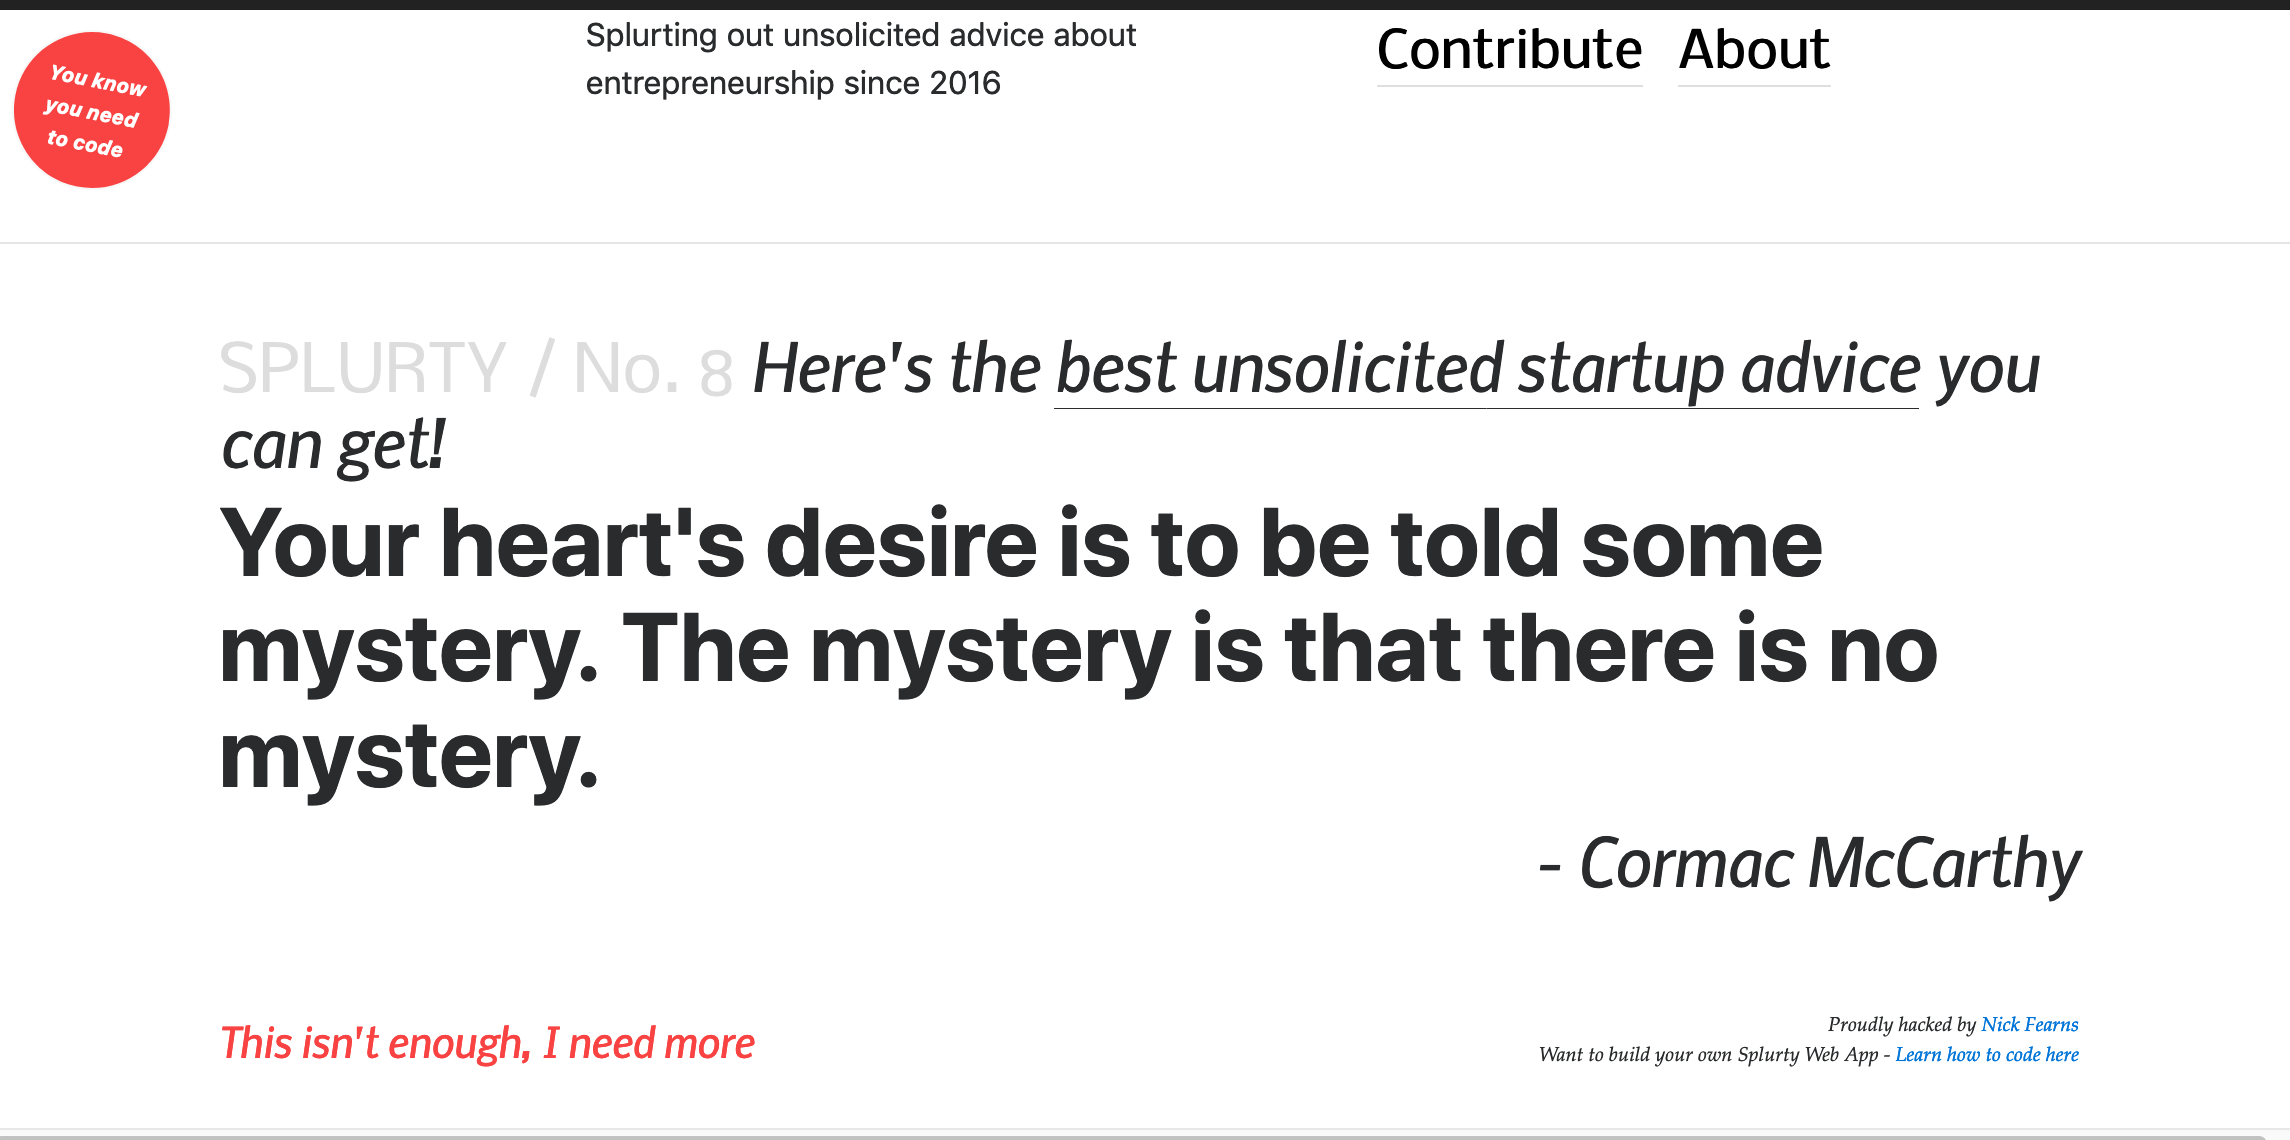 You know
you need
to code
Splurting out unsolicited advice about
entrepreneurship since 2016
Contribute About
SPLURTY / No. 8 Here's the best unsolicited startup advice you
can get!
Your heart's desire is to be told some
mystery. The mystery is that there is no
mystery.
- Cormac McCarthy
This isn't enough, I need more
Proudly hacked by Nick Fearns
Want to build your own Splurty Web App - Learn how to code here